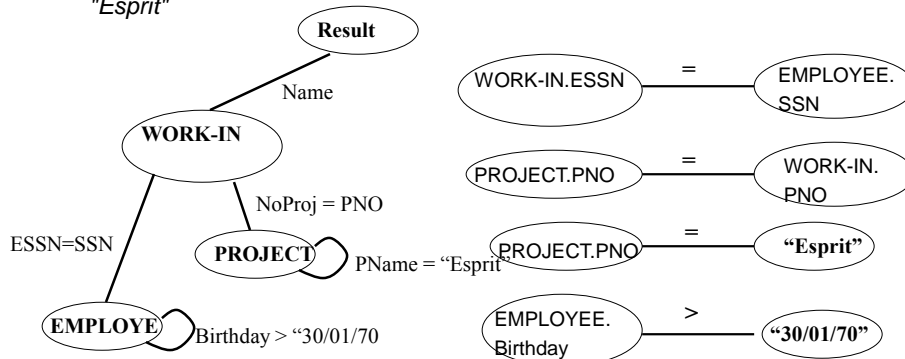 "Esprit"
Result
Name
WORK-IN
NoProj = PNO
ESSN=SSN
PROJECT
PName = “Esprit”
EMPLOYE
Birthday > “30/01/70
WORK-IN.ESSN
=
EMPLOYEE.
SSN
PROJECT.PNO
=
WORK-IN.
PNO
PROJECT.PNO
=
“Esprit”
EMPLOYEE.
Birthday
>
“30/01/70”